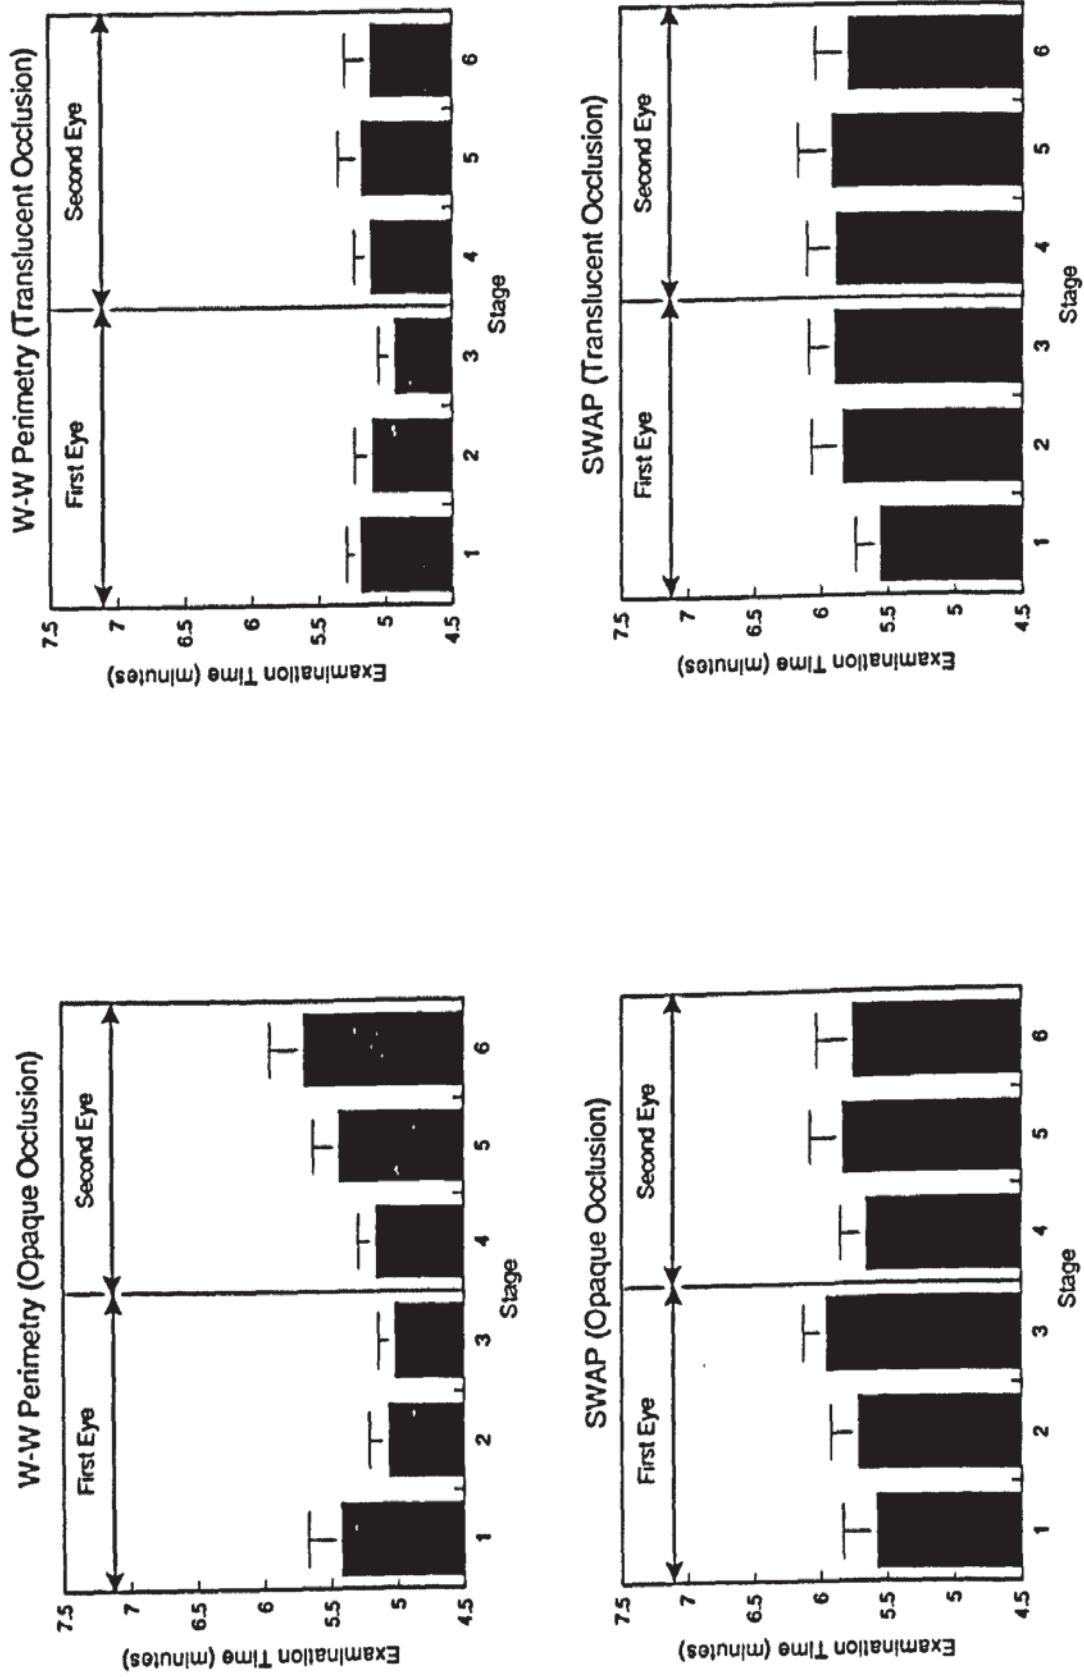 W-W Perimetry (Opaque Occlusion)
Examination Time (minutes)
7.5
7
6.5
6
5.5
5
4.5
First Eye
Second Eye
1 2 3 4 5 6
Stage
W-W Perimetry (Translucent Occlusion)
Examination Time (minutes)
7.5
7
6.5
6
5.5
5
4.5
First Eye
Second Eye
1 2 3 4 5 6
Stage
SWAP (Opaque Occlusion)
Examination Time (minutes)
7.5
7
6.5
6
5.5
5
4.5
First Eye
Second Eye
1 2 3 4 5 6
Stage
SWAP (Translucent Occlusion)
Examination Time (minutes)
7.5
7
6.5
6
5.5
5
4.5
First Eye
Second Eye
1 2 3 4 5 6
Stage